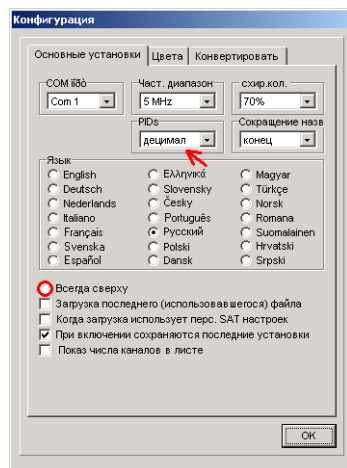 Конфигурация
Основные установки Цвета Конвертировать
COM ïîðò Част. диапазон схир.кол.
Com 1 5 MHz 70%
PIDs Сокращение назв
децимал конец
Язык
English Ελληνικά Magyar
Deutsch Slovensky Türkçe
Nederlands Česky Norsk
Italiano Português Romana
Français Русский Suomalainen
Svenska Polski Hrvatski
Español Dansk Srpski
Всегда сверху
Загрузка последнего (использовавшегося) файла
Когда загрузка использует перс. SAT настроек
При включении сохраняются последние установки
Показ числа каналов в листе
OK